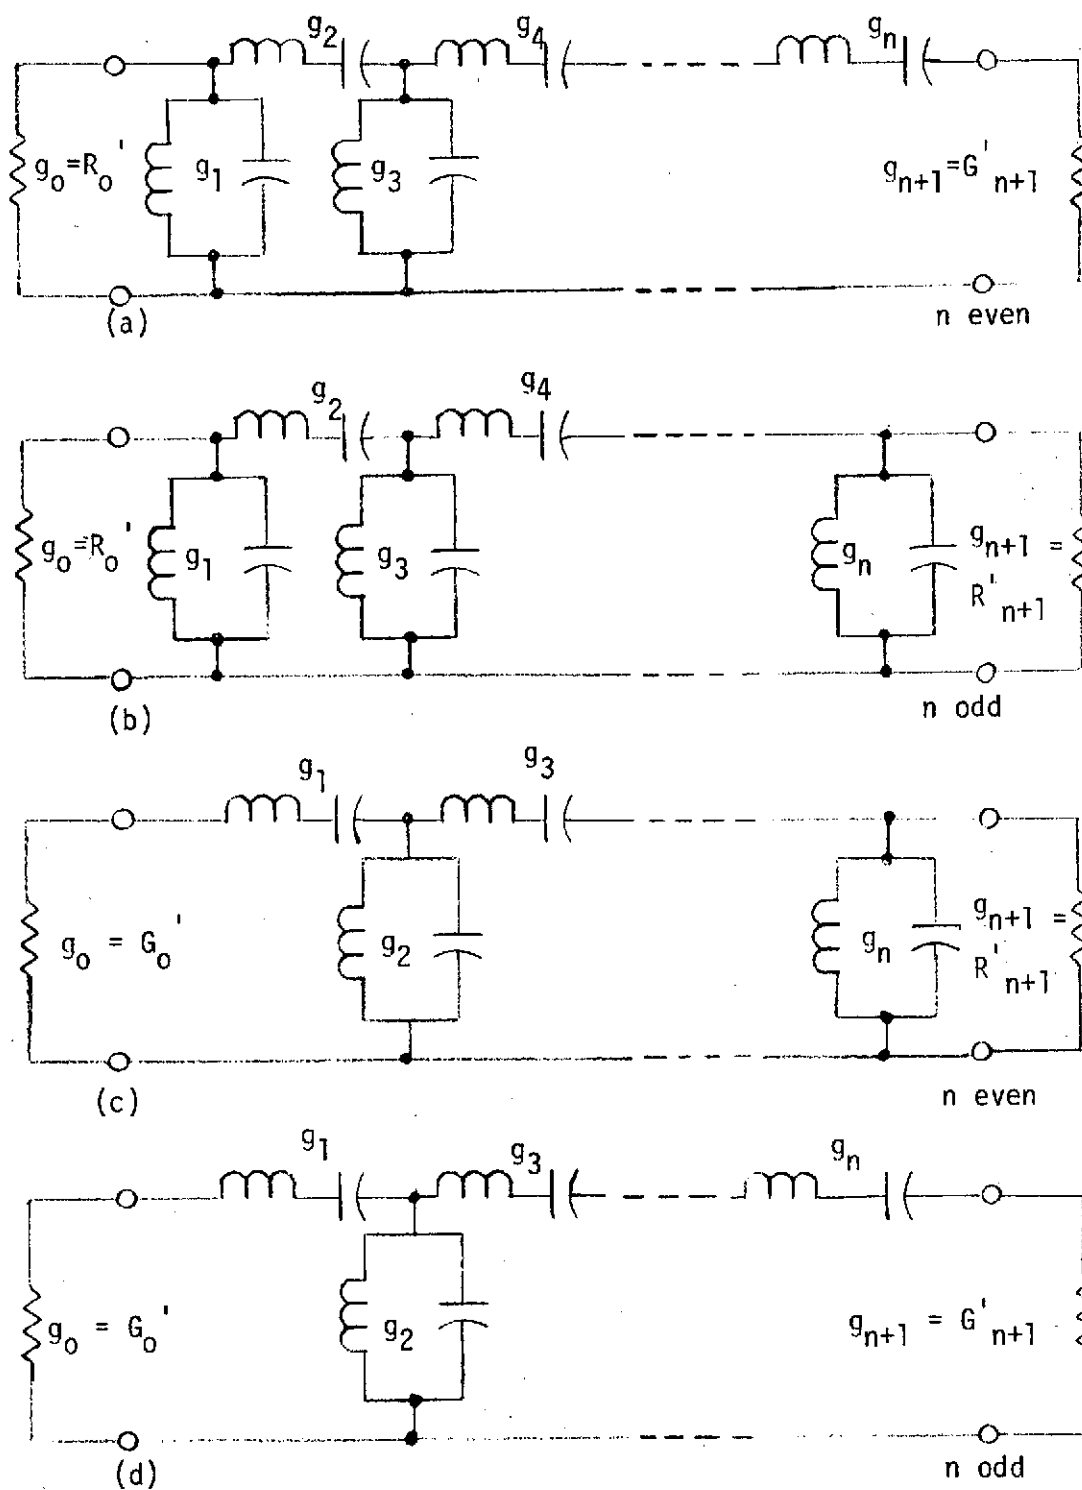 g2 g4 gn
g0=R0' g1 g3 gn+1=G'n+1
(a) n even
g2 g4
g0=R0' g1 g3 gn gn+1 =
R'n+1
(b) n odd
g1 g3
g0 = G0' g2 gn gn+1 =
R'n+1
(c) n even
g1 g3 gn
g0 = G0' g2 gn+1 = G'n+1
(d) n odd